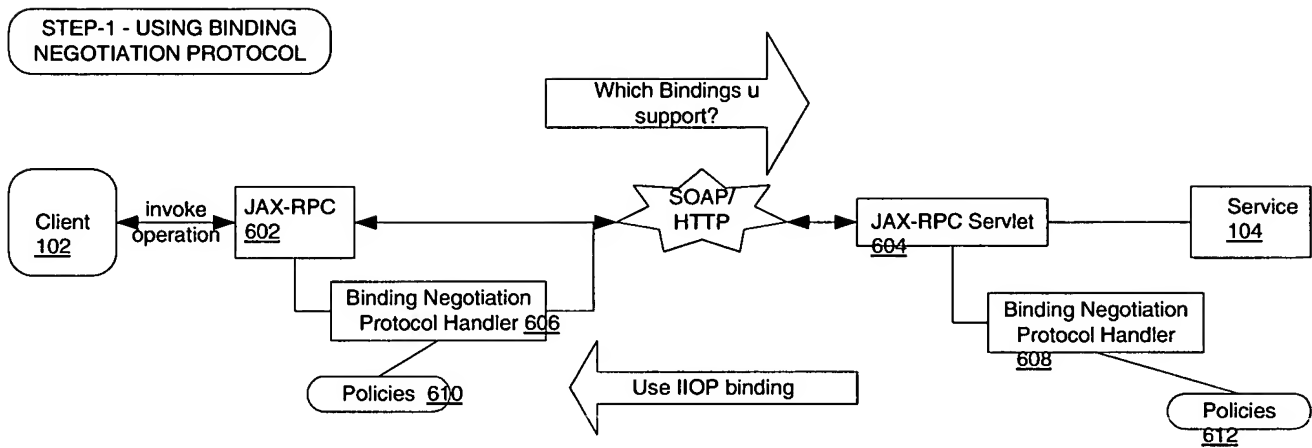 STEP-1 - USING BINDING
NEGOTIATION PROTOCOL
Which Bindings u
support?
Client
102
invoke
operation
JAX-RPC
602
SOAP/
HTTP
JAX-RPC Servlet
604
Service
104
Binding Negotiation
Protocol Handler 606
Binding Negotiation
Protocol Handler
608
Policies 610
Use IIOP binding
Policies
612